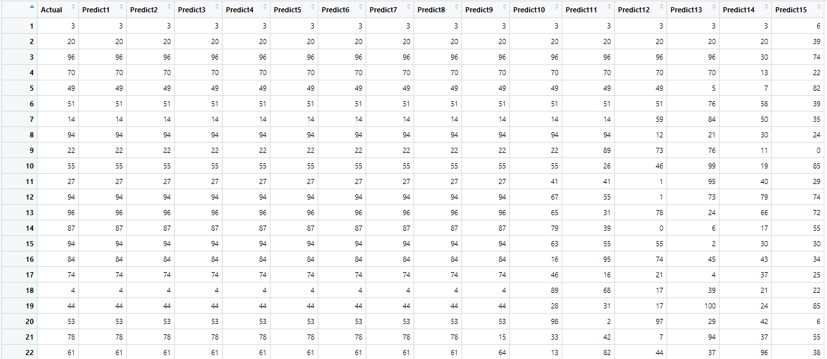 Actual Predict1 Predict2 Predict3 Predict4 Predict5 Predict6 Predict7 Predict8 Predict9 Predict10 Predict11 Predict12 Predict13 Predict14 Predict15
1 3 3 3 3 3 3 3 3 3 3 3 3 3 3 3 6
2 20 20 20 20 20 20 20 20 20 20 20 20 20 20 20 39
3 96 96 96 96 96 96 96 96 96 96 96 96 96 96 30 74
4 70 70 70 70 70 70 70 70 70 70 70 70 70 70 13 22
5 49 49 49 49 49 49 49 49 49 49 49 49 49 5 7 82
6 51 51 51 51 51 51 51 51 51 51 51 51 51 76 58 39
7 14 14 14 14 14 14 14 14 14 14 14 14 59 84 50 35
8 94 94 94 94 94 94 94 94 94 94 94 94 12 21 30 24
9 22 22 22 22 22 22 22 22 22 22 22 89 73 76 11 0
10 55 55 55 55 55 55 55 55 55 55 55 26 46 99 19 85
11 27 27 27 27 27 27 27 27 27 27 41 41 1 95 40 29
12 94 94 94 94 94 94 94 94 94 94 67 55 1 73 79 74
13 96 96 96 96 96 96 96 96 96 96 65 31 78 24 66 72
14 87 87 87 87 87 87 87 87 87 87 79 39 0 6 17 55
15 94 94 94 94 94 94 94 94 94 94 63 55 55 2 30 30
16 84 84 84 84 84 84 84 84 84 84 16 95 74 45 43 34
17 74 74 74 74 74 74 74 74 74 74 46 16 21 4 37 25
18 4 4 4 4 4 4 4 4 4 4 89 68 17 39 21 22
19 44 44 44 44 44 44 44 44 44 44 28 31 17 100 24 85
20 53 53 53 53 53 53 53 53 53 53 98 2 97 29 42 6
21 78 78 78 78 78 78 78 78 78 15 33 42 7 94 37 55
22 61 61 61 61 61 61 61 61 61 64 13 82 44 37 96 38